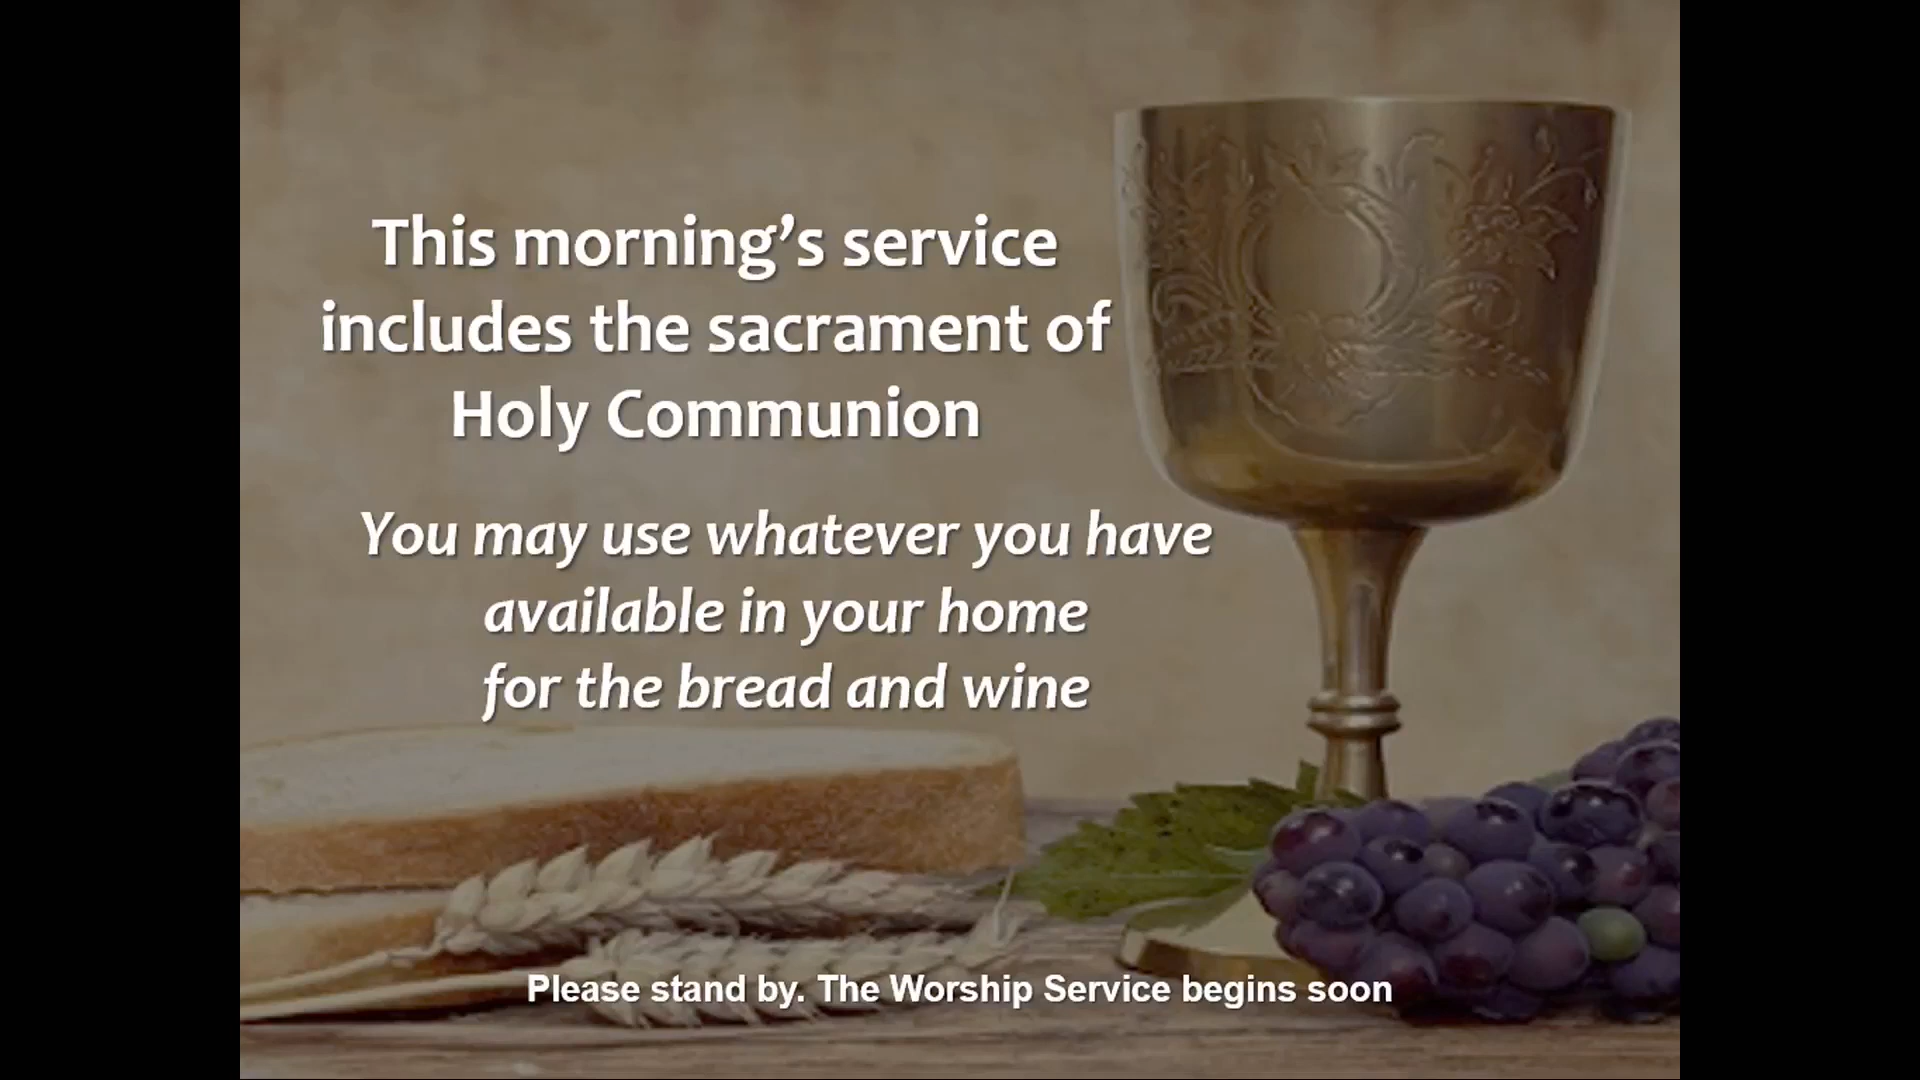 This morning’s service
includes the sacrament of
Holy Communion
You may use whatever you have
available in your home
for the bread and wine
Please stand by. The Worship Service begins soon